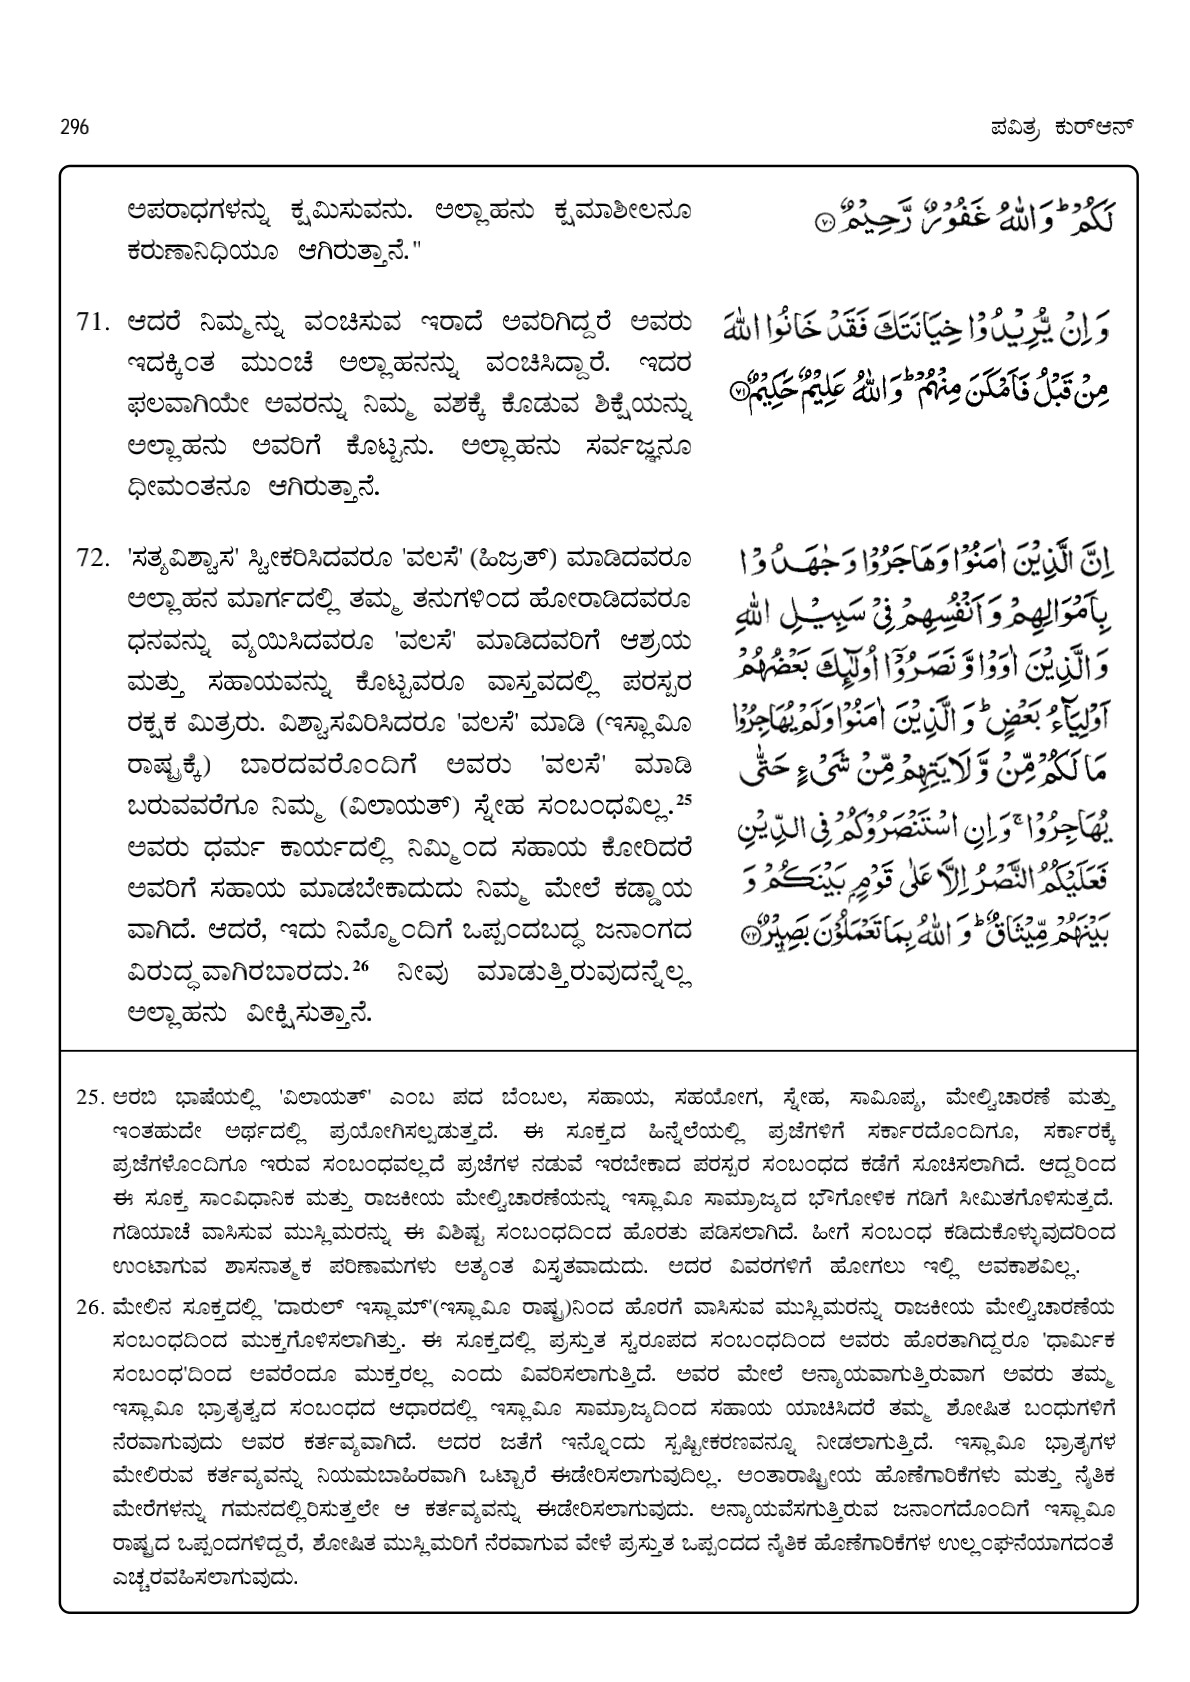 296
ಪವಿತ್ರ ಕುರ್‌ಆನ್
ಅಪರಾಧಗಳನ್ನು ಕ್ಷಮಿಸುವನು. ಅಲ್ಲಾಹನು ಕ್ಷಮಾಶೀಲನೂ
ಕರುಣಾನಿಧಿಯೂ ಆಗಿರುತ್ತಾನೆ."
لَكُمْ ؕ وَاللّٰهُ غَفُوْرٌ رَّحِيْمٌ ﴿۷۰﴾
71. ಆದರೆ ನಿಮ್ಮನ್ನು ವಂಚಿಸುವ ಇರಾದೆ ಅವರಿಗಿದ್ದರೆ ಅವರು
ಇದಕ್ಕಿಂತ ಮುಂಚೆ ಅಲ್ಲಾಹನನ್ನು ವಂಚಿಸಿದ್ದಾರೆ. ಇದರ
ಫಲವಾಗಿಯೇ ಅವರನ್ನು ನಿಮ್ಮ ವಶಕ್ಕೆ ಕೊಡುವ ಶಿಕ್ಷೆಯನ್ನು
ಅಲ್ಲಾಹನು ಅವರಿಗೆ ಕೊಟ್ಟನು. ಅಲ್ಲಾಹನು ಸರ್ವಜ್ಞನೂ
ಧೀಮಂತನೂ ಆಗಿರುತ್ತಾನೆ.
وَ اِنْ يُّرِيْدُوْا خِيَانَتَكَ فَقَدْ خَانُوا اللّٰهَ
مِنْ قَبْلُ فَاَمْكَنَ مِنْهُمْ ؕ وَاللّٰهُ عَلِيْمٌ حَكِيْمٌ ﴿۷۱﴾
72. 'ಸತ್ಯವಿಶ್ವಾಸ' ಸ್ವೀಕರಿಸಿದವರೂ 'ವಲಸೆ' (ಹಿಜ್ರತ್) ಮಾಡಿದವರೂ
ಅಲ್ಲಾಹನ ಮಾರ್ಗದಲ್ಲಿ ತಮ್ಮ ತನುಗಳಿಂದ ಹೋರಾಡಿದವರೂ
ಧನವನ್ನು ವ್ಯಯಿಸಿದವರೂ 'ವಲಸೆ' ಮಾಡಿದವರಿಗೆ ಆಶ್ರಯ
ಮತ್ತು ಸಹಾಯವನ್ನು ಕೊಟ್ಟವರೂ ವಾಸ್ತವದಲ್ಲಿ ಪರಸ್ಪರ
ರಕ್ಷಕ ಮಿತ್ರರು. ವಿಶ್ವಾಸವಿರಿಸಿದರೂ 'ವಲಸೆ' ಮಾಡಿ (ಇಸ್ಲಾಮೀ
ರಾಷ್ಟ್ರಕ್ಕೆ) ಬಾರದವರೊಂದಿಗೆ ಅವರು 'ವಲಸೆ' ಮಾಡಿ
ಬರುವವರೆಗೂ ನಿಮ್ಮ (ವಿಲಾಯತ್) ಸ್ನೇಹ ಸಂಬಂಧವಿಲ್ಲ.25
ಅವರು ಧರ್ಮ ಕಾರ್ಯದಲ್ಲಿ ನಿಮ್ಮಿಂದ ಸಹಾಯ ಕೋರಿದರೆ
ಅವರಿಗೆ ಸಹಾಯ ಮಾಡಬೇಕಾದುದು ನಿಮ್ಮ ಮೇಲೆ ಕಡ್ಡಾಯ
ವಾಗಿದೆ. ಆದರೆ, ಇದು ನಿಮ್ಮೊಂದಿಗೆ ಒಪ್ಪಂದಬದ್ಧ ಜನಾಂಗದ
ವಿರುದ್ಧವಾಗಿರಬಾರದು.26 ನೀವು ಮಾಡುತ್ತಿರುವುದನ್ನೆಲ್ಲ
ಅಲ್ಲಾಹನು ವೀಕ್ಷಿಸುತ್ತಾನೆ.
اِنَّ الَّذِيْنَ اٰمَنُوْا وَ هَاجَرُوْا وَ جٰهَدُوْا
بِاَمْوَالِهِمْ وَ اَنْفُسِهِمْ فِيْ سَبِيْلِ اللّٰهِ
وَ الَّذِيْنَ اٰوَوْا وَّ نَصَرُوْۤا اُولٰٓئِكَ بَعْضُهُمْ
اَوْلِيَآءُ بَعْضٍ ؕ وَ الَّذِيْنَ اٰمَنُوْا وَلَمْ يُهَاجِرُوْا
مَا لَكُمْ مِّنْ وَّلَايَتِهِمْ مِّنْ شَيْءٍ حَتّٰى
يُهَاجِرُوْا ۚ وَ اِنِ اسْتَنْصَرُوْكُمْ فِي الدِّيْنِ
فَعَلَيْكُمُ النَّصْرُ اِلَّا عَلٰى قَوْمٍۭ بَيْنَكُمْ وَ
بَيْنَهُمْ مِّيْثَاقٌ ؕ وَ اللّٰهُ بِمَا تَعْمَلُوْنَ بَصِيْرٌ ﴿۷۲﴾
25. ಅರಬಿ ಭಾಷೆಯಲ್ಲಿ 'ವಿಲಾಯತ್' ಎಂಬ ಪದ ಬೆಂಬಲ, ಸಹಾಯ, ಸಹಯೋಗ, ಸ್ನೇಹ, ಸಾಮೀಪ್ಯ, ಮೇಲ್ವಿಚಾರಣೆ ಮತ್ತು
ಇಂತಹುದೇ ಅರ್ಥದಲ್ಲಿ ಪ್ರಯೋಗಿಸಲ್ಪಡುತ್ತದೆ. ಈ ಸೂಕ್ತದ ಹಿನ್ನೆಲೆಯಲ್ಲಿ ಪ್ರಜೆಗಳಿಗೆ ಸರ್ಕಾರದೊಂದಿಗೂ, ಸರ್ಕಾರಕ್ಕೆ
ಪ್ರಜೆಗಳೊಂದಿಗೂ ಇರುವ ಸಂಬಂಧವಲ್ಲದೆ ಪ್ರಜೆಗಳ ನಡುವೆ ಇರಬೇಕಾದ ಪರಸ್ಪರ ಸಂಬಂಧದ ಕಡೆಗೆ ಸೂಚಿಸಲಾಗಿದೆ. ಆದ್ದರಿಂದ
ಈ ಸೂಕ್ತ ಸಾಂವಿಧಾನಿಕ ಮತ್ತು ರಾಜಕೀಯ ಮೇಲ್ವಿಚಾರಣೆಯನ್ನು ಇಸ್ಲಾಮೀ ಸಾಮ್ರಾಜ್ಯದ ಭೌಗೋಳಿಕ ಗಡಿಗೆ ಸೀಮಿತಗೊಳಿಸುತ್ತದೆ.
ಗಡಿಯಾಚೆ ವಾಸಿಸುವ ಮುಸ್ಲಿಮರನ್ನು ಈ ವಿಶಿಷ್ಟ ಸಂಬಂಧದಿಂದ ಹೊರತು ಪಡಿಸಲಾಗಿದೆ. ಹೀಗೆ ಸಂಬಂಧ ಕಡಿದುಕೊಳ್ಳುವುದರಿಂದ
ಉಂಟಾಗುವ ಶಾಸನಾತ್ಮಕ ಪರಿಣಾಮಗಳು ಅತ್ಯಂತ ವಿಸ್ತೃತವಾದುದು. ಅದರ ವಿವರಗಳಿಗೆ ಹೋಗಲು ಇಲ್ಲಿ ಅವಕಾಶವಿಲ್ಲ.
26. ಮೇಲಿನ ಸೂಕ್ತದಲ್ಲಿ 'ದಾರುಲ್ ಇಸ್ಲಾಮ್'(ಇಸ್ಲಾಮೀ ರಾಷ್ಟ್ರ)ನಿಂದ ಹೊರಗೆ ವಾಸಿಸುವ ಮುಸ್ಲಿಮರನ್ನು ರಾಜಕೀಯ ಮೇಲ್ವಿಚಾರಣೆಯ
ಸಂಬಂಧದಿಂದ ಮುಕ್ತಗೊಳಿಸಲಾಗಿತ್ತು. ಈ ಸೂಕ್ತದಲ್ಲಿ ಪ್ರಸ್ತುತ ಸ್ವರೂಪದ ಸಂಬಂಧದಿಂದ ಅವರು ಹೊರತಾಗಿದ್ದರೂ 'ಧಾರ್ಮಿಕ
ಸಂಬಂಧ'ದಿಂದ ಅವರೆಂದೂ ಮುಕ್ತರಲ್ಲ ಎಂದು ವಿವರಿಸಲಾಗುತ್ತಿದೆ. ಅವರ ಮೇಲೆ ಅನ್ಯಾಯವಾಗುತ್ತಿರುವಾಗ ಅವರು ತಮ್ಮ
ಇಸ್ಲಾಮೀ ಭ್ರಾತೃತ್ವದ ಸಂಬಂಧದ ಆಧಾರದಲ್ಲಿ ಇಸ್ಲಾಮೀ ಸಾಮ್ರಾಜ್ಯದಿಂದ ಸಹಾಯ ಯಾಚಿಸಿದರೆ ತಮ್ಮ ಶೋಷಿತ ಬಂಧುಗಳಿಗೆ
ನೆರವಾಗುವುದು ಅವರ ಕರ್ತವ್ಯವಾಗಿದೆ. ಅದರ ಜತೆಗೆ ಇನ್ನೊಂದು ಸ್ಪಷ್ಟೀಕರಣವನ್ನೂ ನೀಡಲಾಗುತ್ತಿದೆ. ಇಸ್ಲಾಮೀ ಭ್ರಾತೃಗಳ
ಮೇಲಿರುವ ಕರ್ತವ್ಯವನ್ನು ನಿಯಮಬಾಹಿರವಾಗಿ ಒಟ್ಟಾರೆ ಈಡೇರಿಸಲಾಗುವುದಿಲ್ಲ. ಅಂತಾರಾಷ್ಟ್ರೀಯ ಹೊಣೆಗಾರಿಕೆಗಳು ಮತ್ತು ನೈತಿಕ
ಮೇರೆಗಳನ್ನು ಗಮನದಲ್ಲಿರಿಸುತ್ತಲೇ ಆ ಕರ್ತವ್ಯವನ್ನು ಈಡೇರಿಸಲಾಗುವುದು. ಅನ್ಯಾಯವೆಸಗುತ್ತಿರುವ ಜನಾಂಗದೊಂದಿಗೆ ಇಸ್ಲಾಮೀ
ರಾಷ್ಟ್ರದ ಒಪ್ಪಂದಗಳಿದ್ದರೆ, ಶೋಷಿತ ಮುಸ್ಲಿಮರಿಗೆ ನೆರವಾಗುವ ವೇಳೆ ಪ್ರಸ್ತುತ ಒಪ್ಪಂದದ ನೈತಿಕ ಹೊಣೆಗಾರಿಕೆಗಳ ಉಲ್ಲಂಘನೆಯಾಗದಂತೆ
ಎಚ್ಚರವಹಿಸಲಾಗುವುದು.